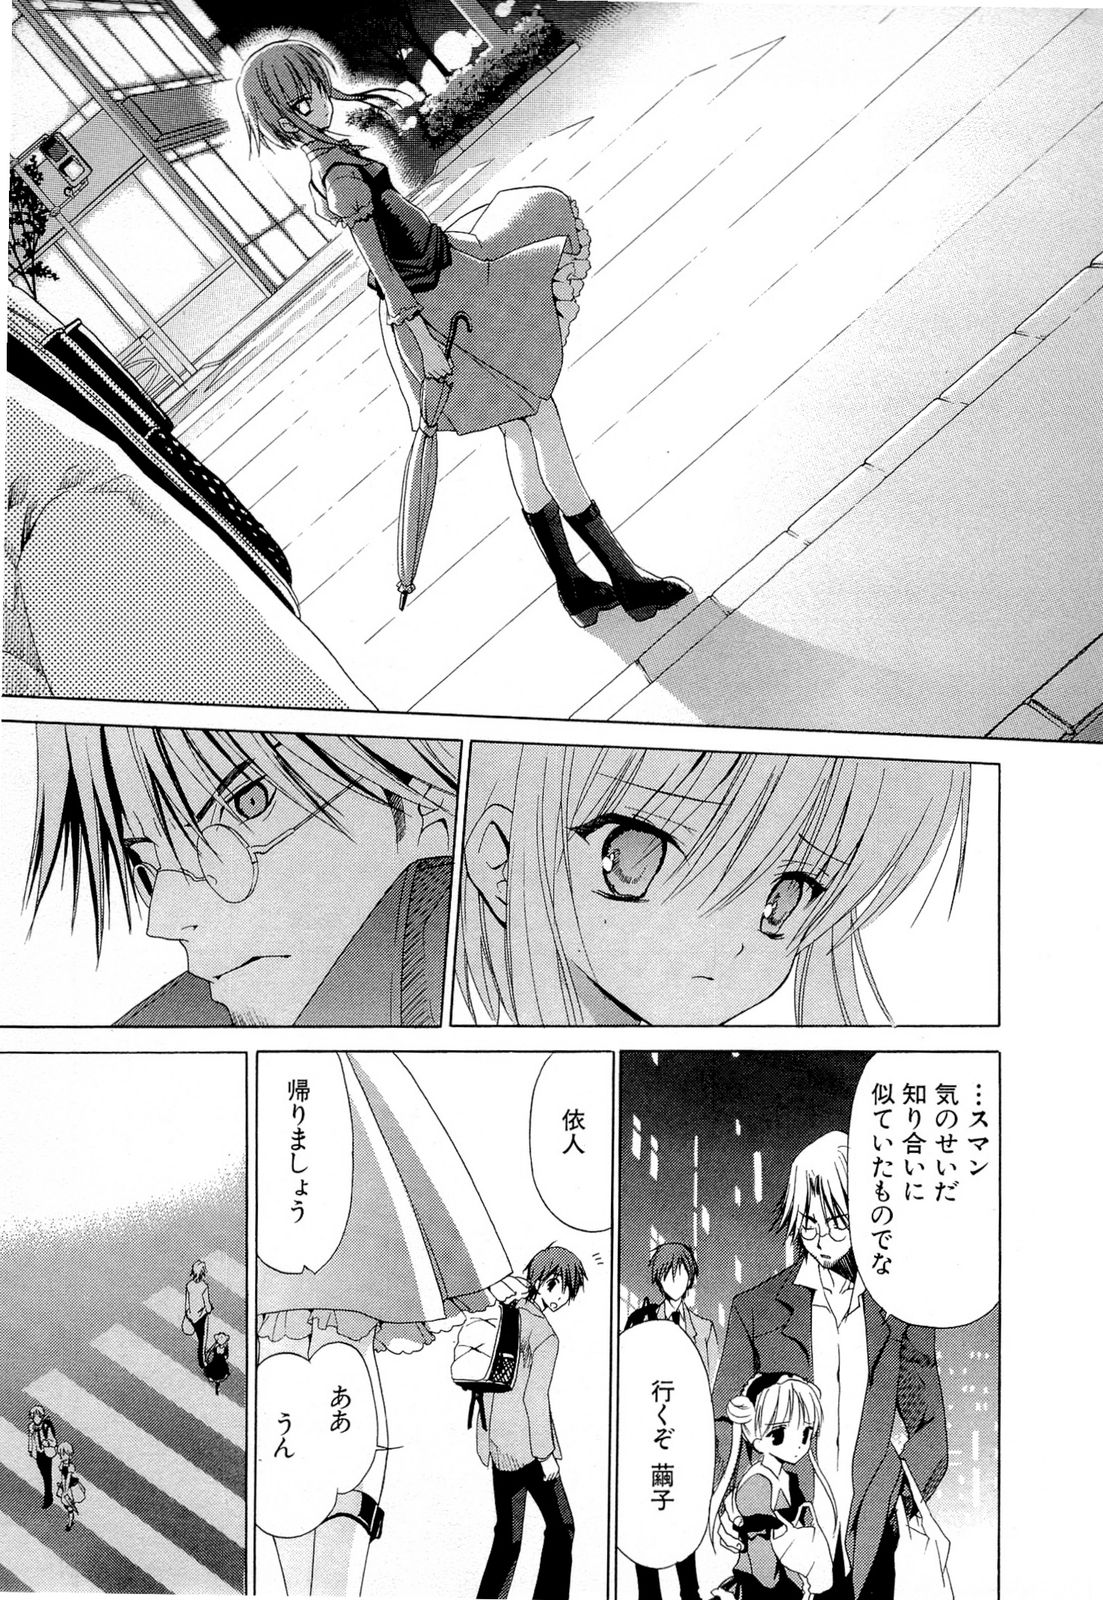 …スマン
気のせいだ
知り合いに
似ていたものでな
行くぞ 繭子
依人
帰りましょう
ああ
うん